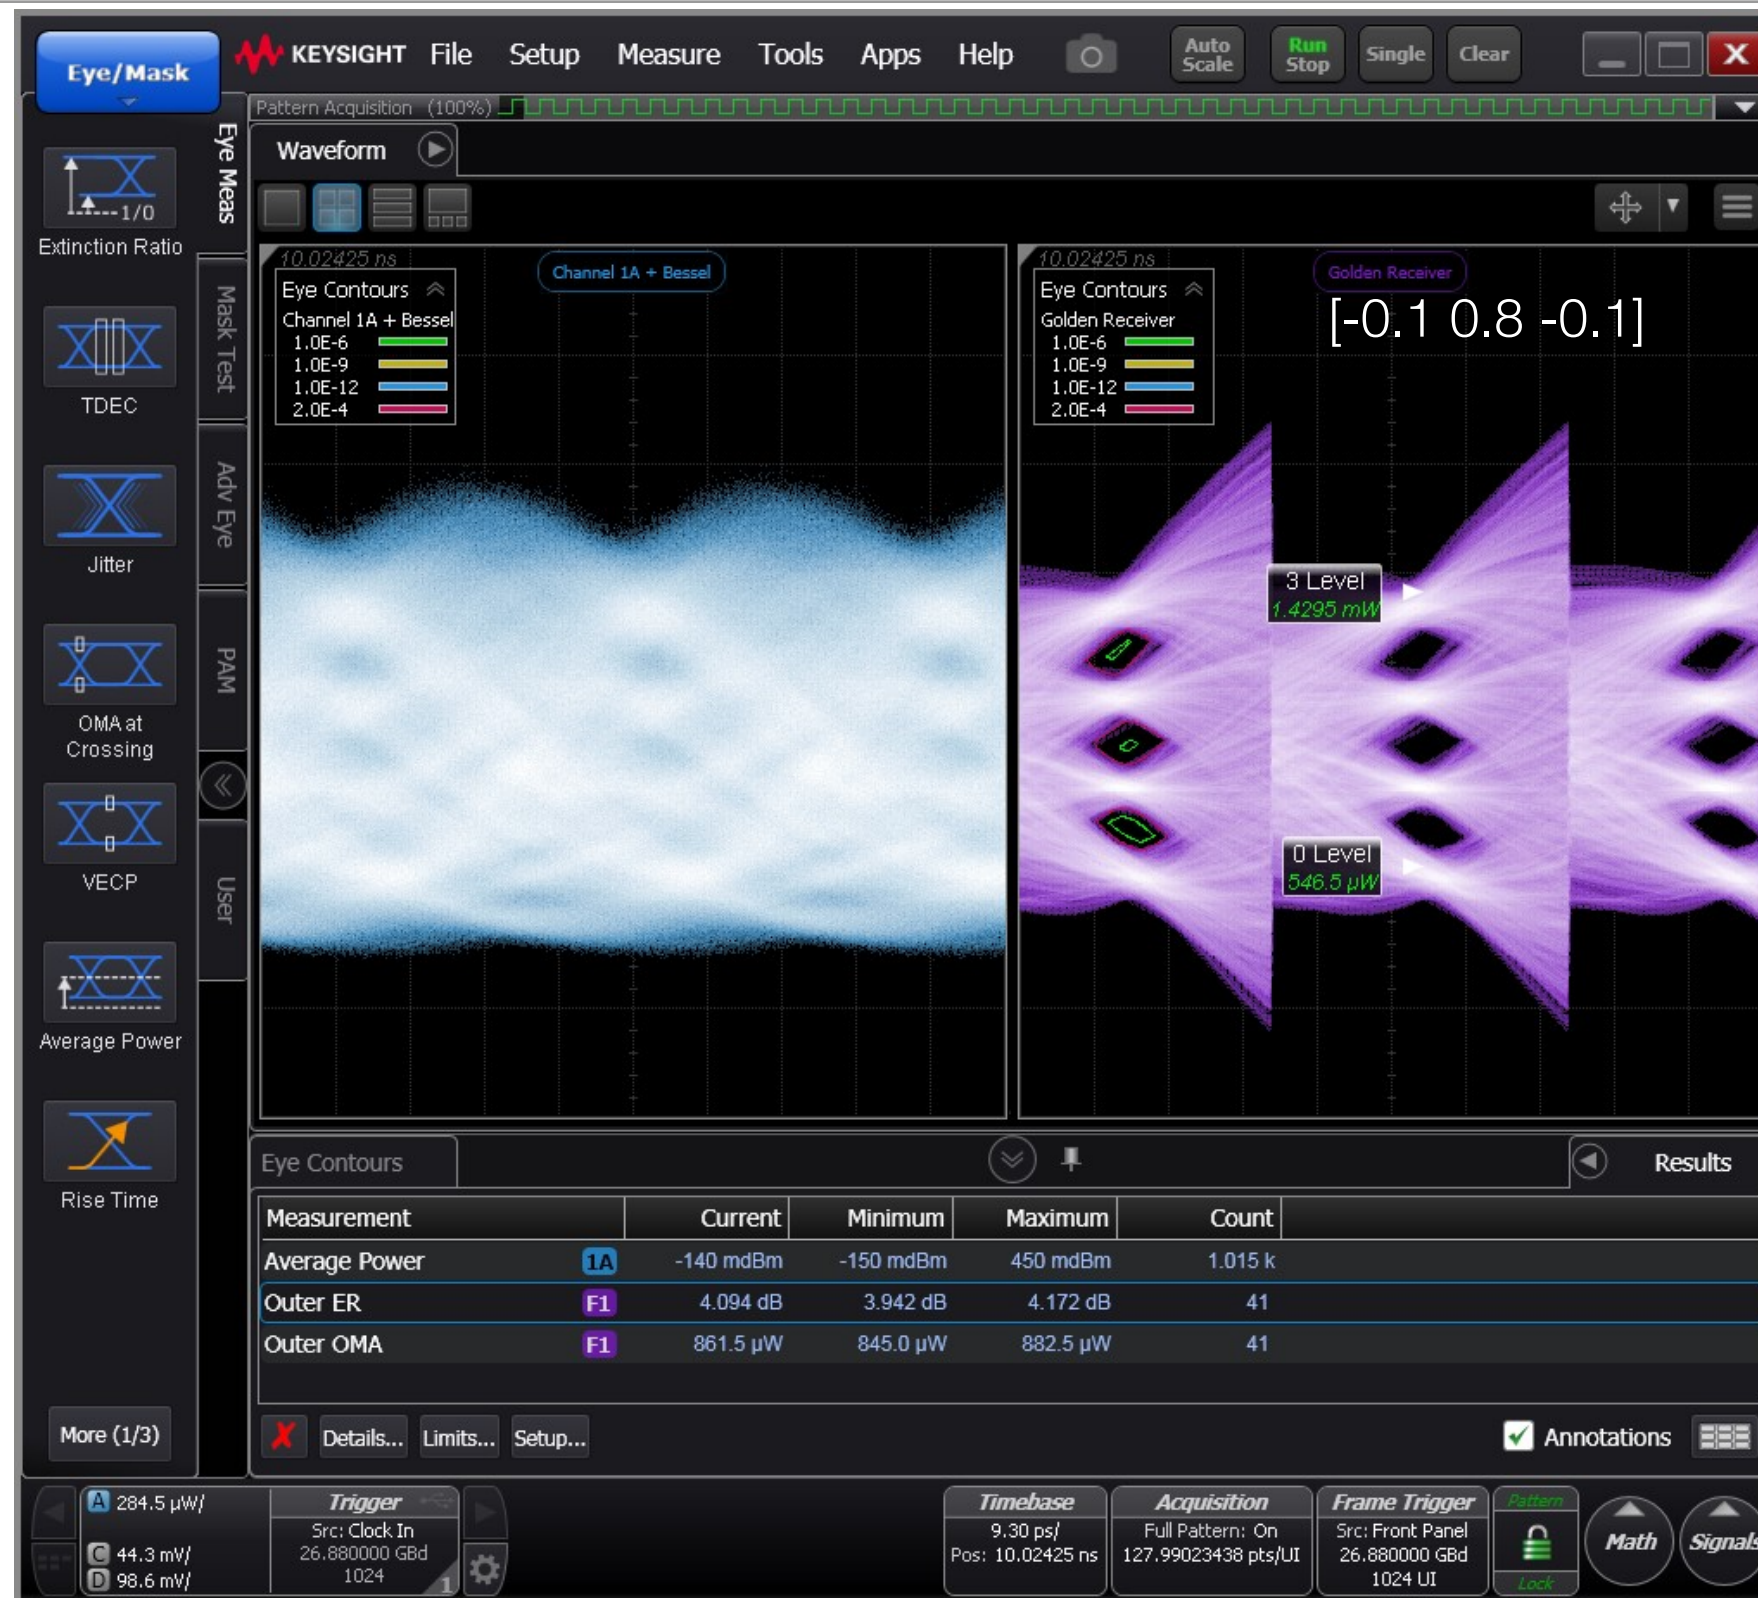 Eye/Mask
KEYSIGHT File Setup Measure Tools Apps Help
Auto Scale
Run Stop
Single
Clear
Pattern Acquisition (100%)
Waveform
Eye Meas
Mask Test
Adv Eye
PAM
User
1/0
Extinction Ratio
TDEC
Jitter
OMA at
Crossing
VECP
Average Power
Rise Time
More (1/3)
10.02425 ns
Channel 1A + Bessel
Eye Contours
Channel 1A + Bessel
1.0E-6
1.0E-9
1.0E-12
2.0E-4
10.02425 ns
Golden Receiver
[-0.1 0.8 -0.1]
Eye Contours
Golden Receiver
1.0E-6
1.0E-9
1.0E-12
2.0E-4
3 Level
1.4295 mW
0 Level
546.5 µW
Eye Contours
Results
Measurement Current Minimum Maximum Count
Average Power 1A -140 mdBm -150 mdBm 450 mdBm 1.015 k
Outer ER F1 4.094 dB 3.942 dB 4.172 dB 41
Outer OMA F1 861.5 µW 845.0 µW 882.5 µW 41
Details... Limits... Setup...
Annotations
A 284.5 µW/
C 44.3 mV/
D 98.6 mV/
Trigger
Src: Clock In
26.880000 GBd
1024
1
Timebase
9.30 ps/
Pos: 10.02425 ns
Acquisition
Full Pattern: On
127.99023438 pts/UI
Frame Trigger
Src: Front Panel
26.880000 GBd
1024 UI
Pattern
Lock
Math
Signals